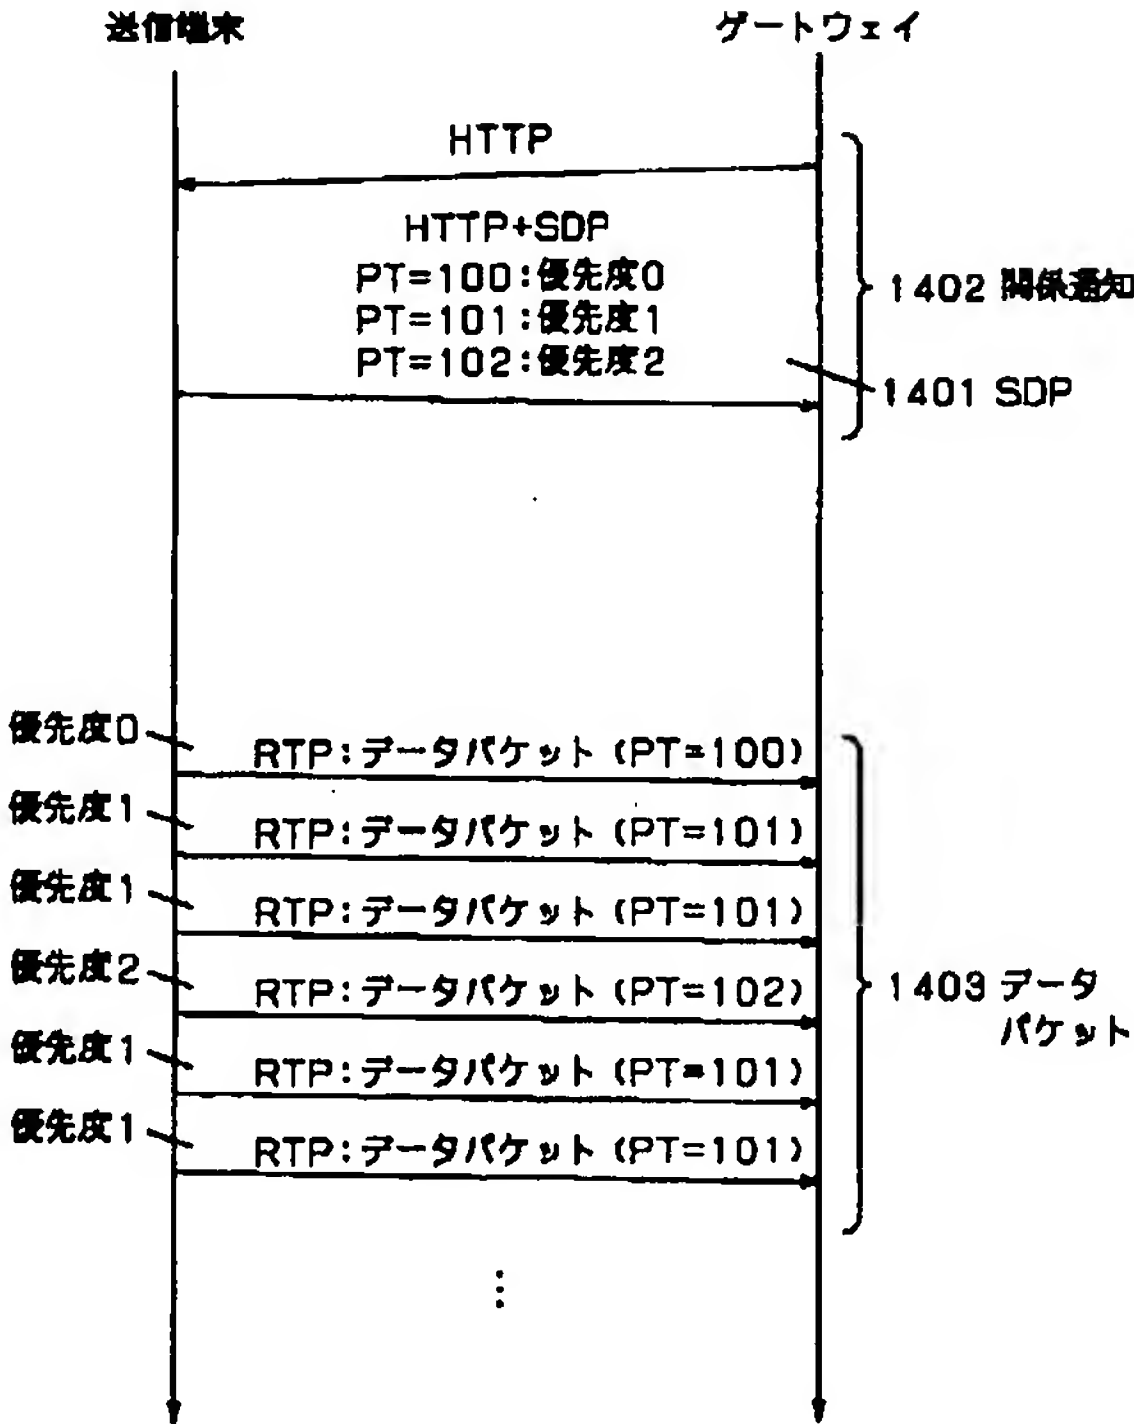 送信端末
ゲートウェイ
HTTP
HTTP+SDP
PT=100:優先度0
PT=101:優先度1
PT=102:優先度2
1402 関係通知
1401 SDP
優先度0
RTP:データパケット (PT=100)
優先度1
RTP:データパケット (PT=101)
優先度1
RTP:データパケット (PT=101)
優先度2
RTP:データパケット (PT=102)
1403 データ
パケット
優先度1
RTP:データパケット (PT=101)
優先度1
RTP:データパケット (PT=101)
⋮